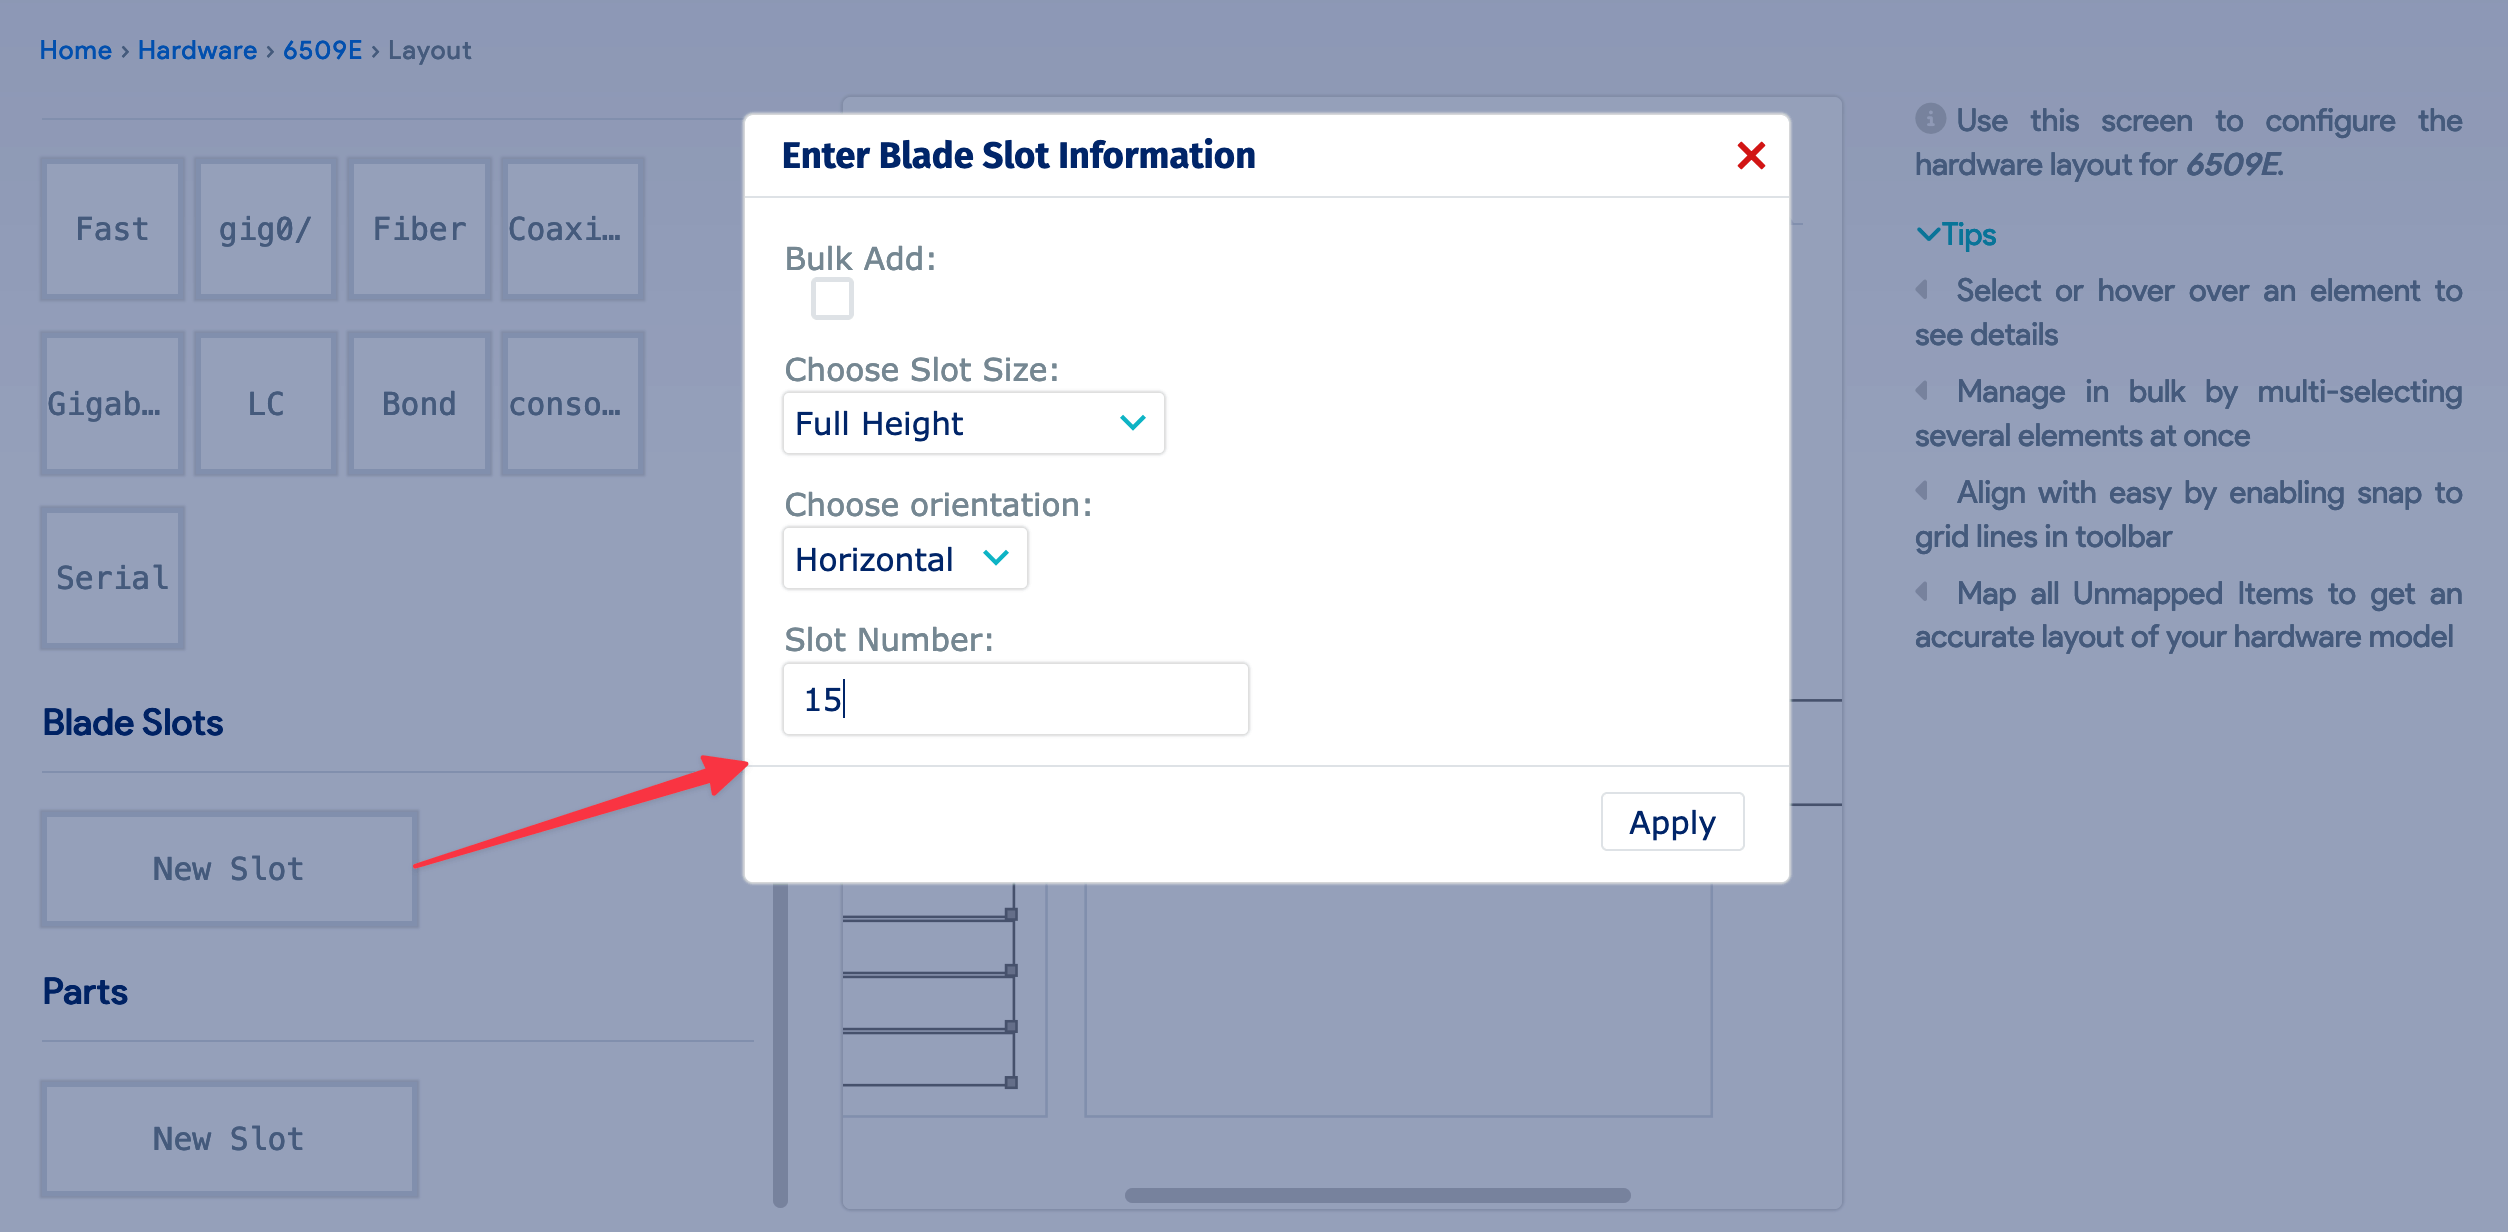 Home › Hardware › 6509E › Layout
Fast
gig0/
Fiber
Coaxi…
Gigab…
LC
Bond
conso…
Serial
Blade Slots
New Slot
Parts
New Slot
Enter Blade Slot Information
Bulk Add:
Choose Slot Size:
Full Height
Choose orientation:
Horizontal
Slot Number:
15
Apply
Use this screen to configure the
hardware layout for 6509E.
Tips
Select or hover over an element to
see details
Manage in bulk by multi-selecting
several elements at once
Align with easy by enabling snap to
grid lines in toolbar
Map all Unmapped Items to get an
accurate layout of your hardware model